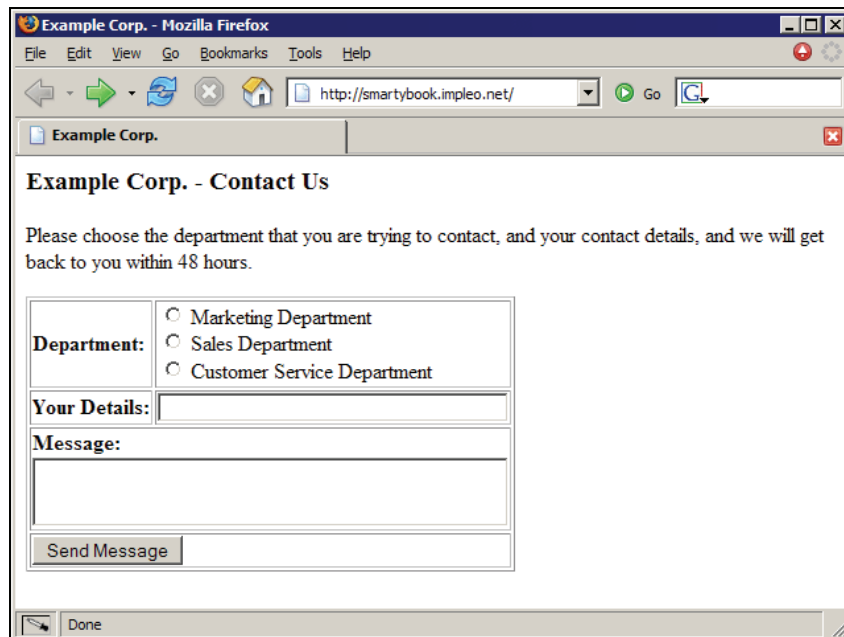 Example Corp. - Mozilla Firefox
File Edit View Go Bookmarks Tools Help
http://smartybook.impleo.net/ Go G
Example Corp.
Example Corp. - Contact Us
Please choose the department that you are trying to contact, and your contact details, and we will get
back to you within 48 hours.
Marketing Department
Department: Sales Department
Customer Service Department
Your Details:
Message:
Send Message
Done